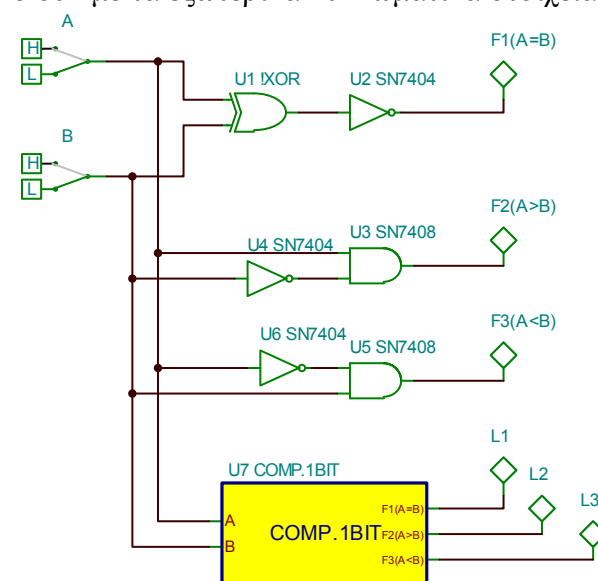 A
H
L
U1 !XOR
U2 SN7404
F1(A=B)
B
H
L
F2(A>B)
U3 SN7408
U4 SN7404
F3(A<B)
U6 SN7404
U5 SN7408
L1
U7 COMP.1BIT
L2
L3
F1(A=B)
A
COMP.1BIT
F2(A>B)
B
F3(A<B)